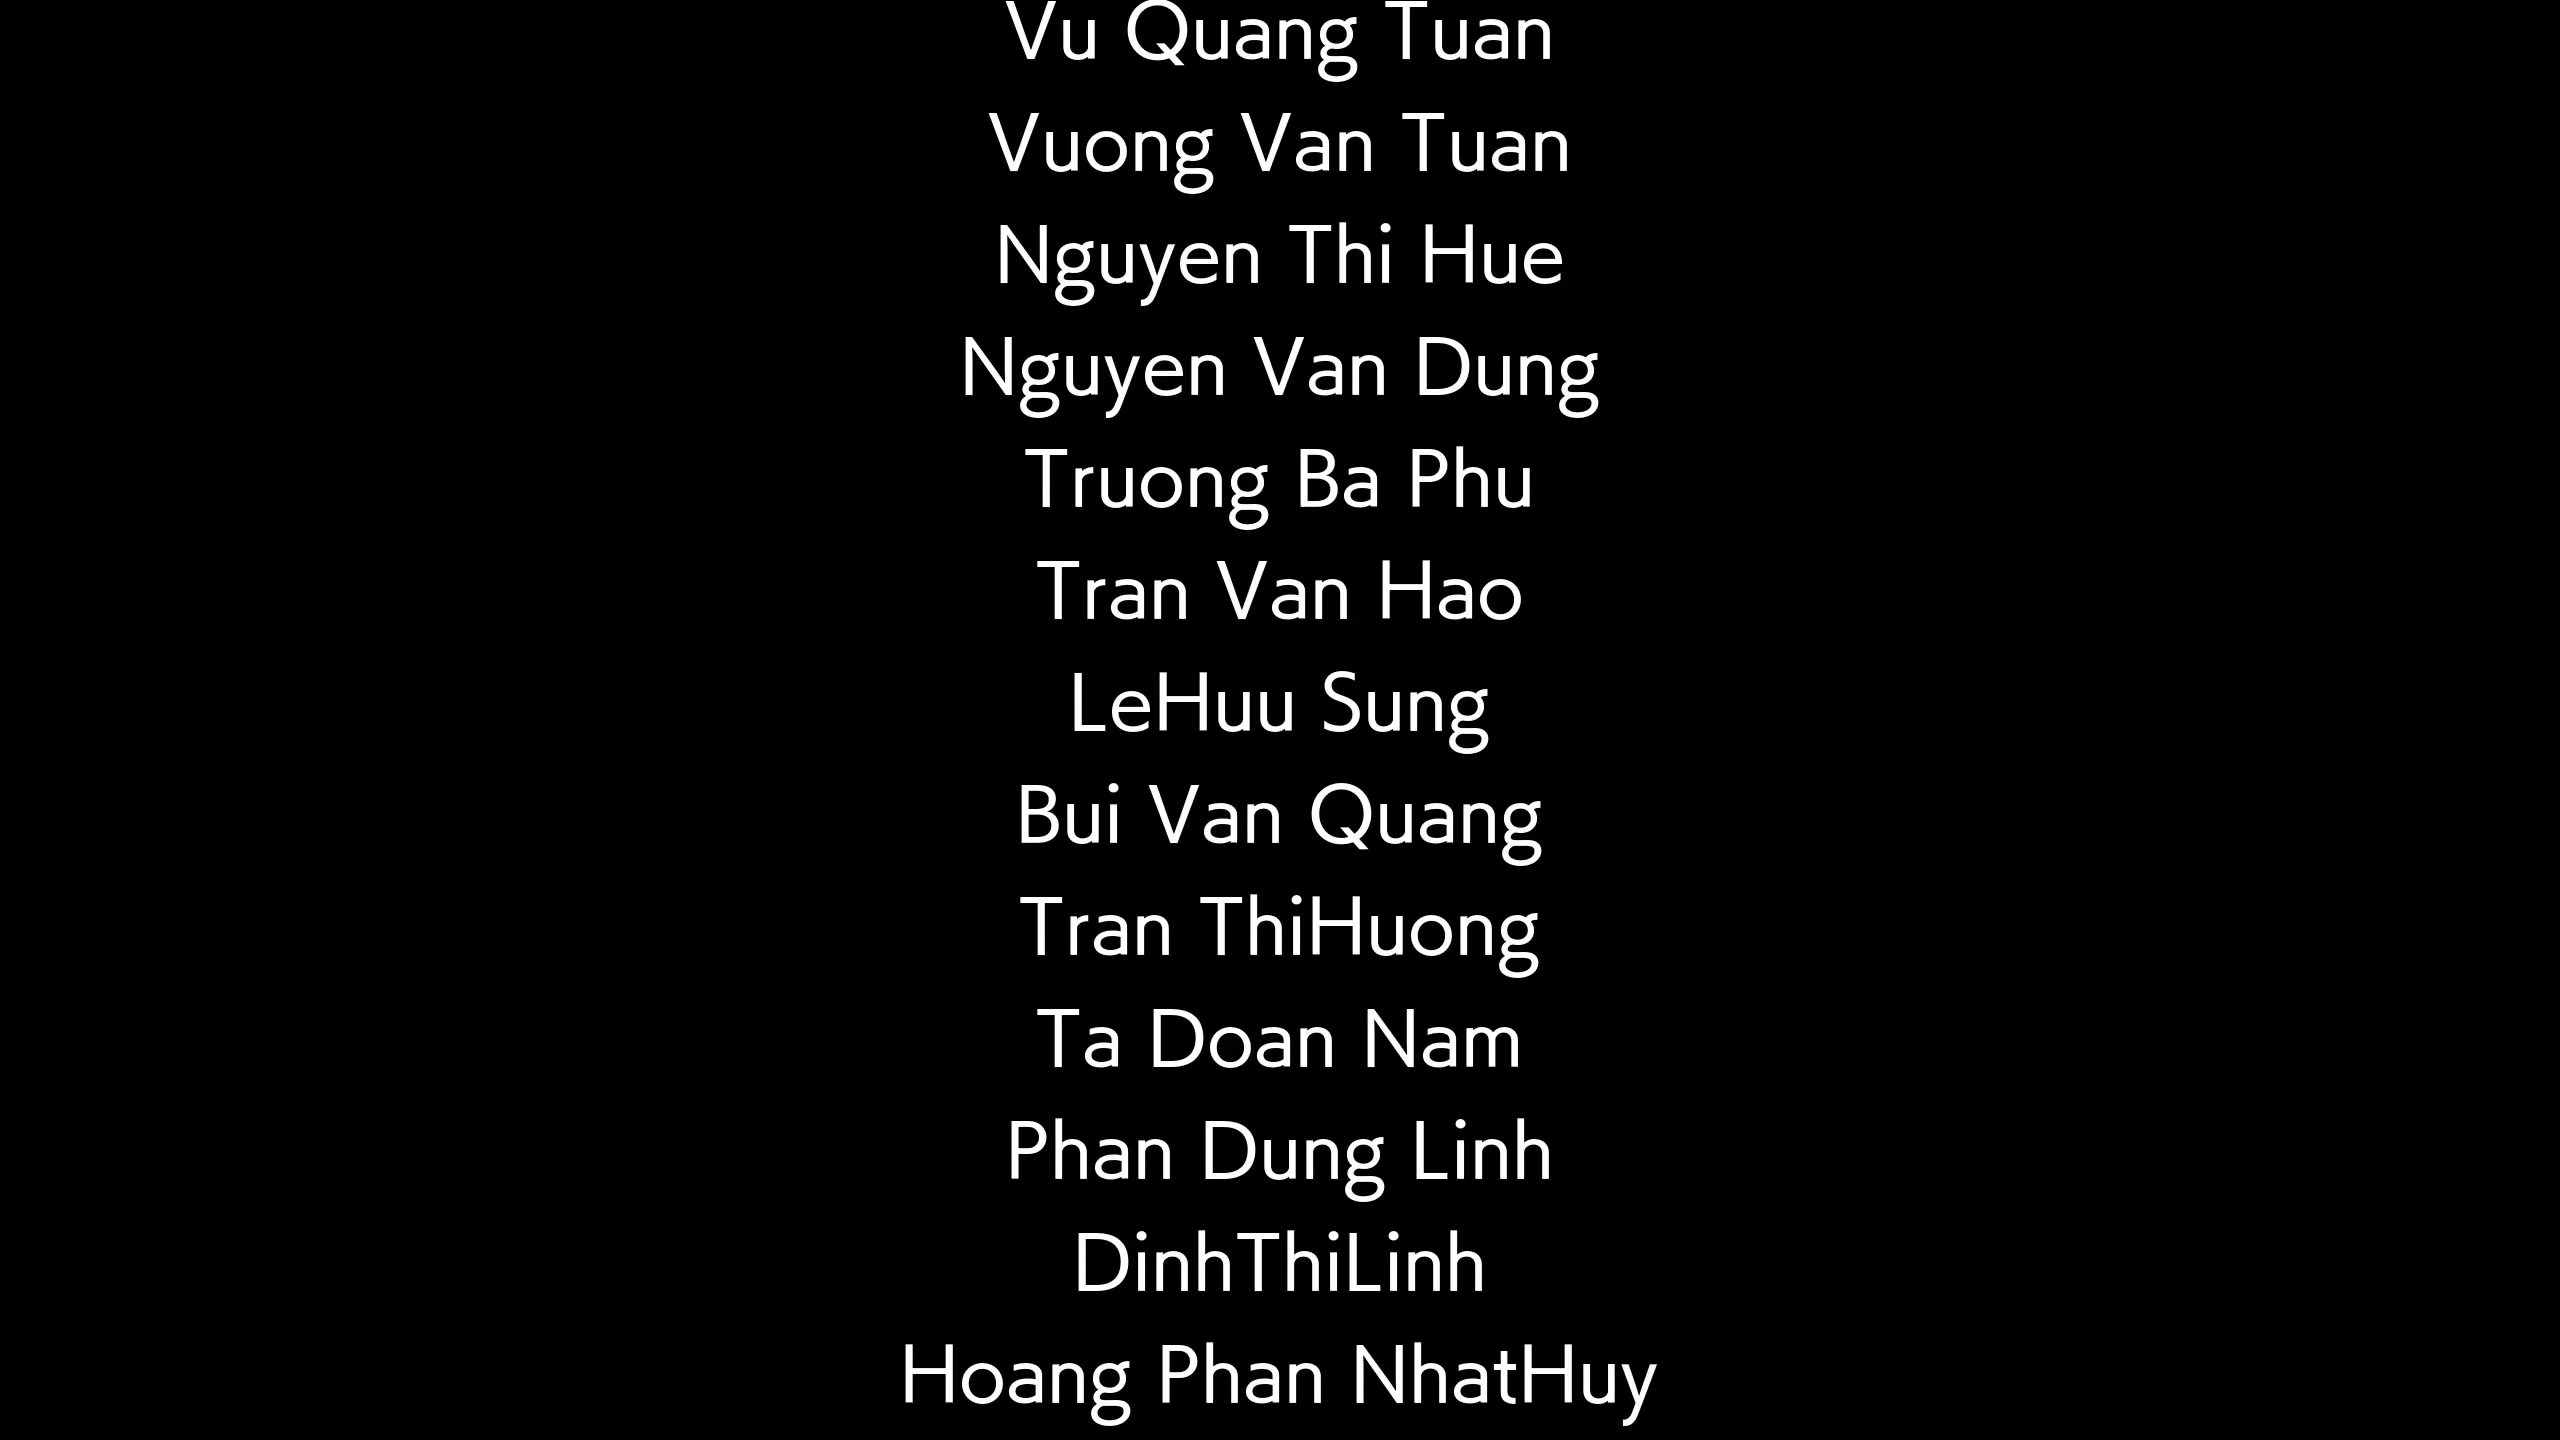 Vu Quang Tuan
Vuong Van Tuan
Nguyen Thi Hue
Nguyen Van Dung
Truong Ba Phu
Tran Van Hao
LeHuu Sung
Bui Van Quang
Tran ThiHuong
Ta Doan Nam
Phan Dung Linh
DinhThiLinh
Hoang Phan NhatHuy